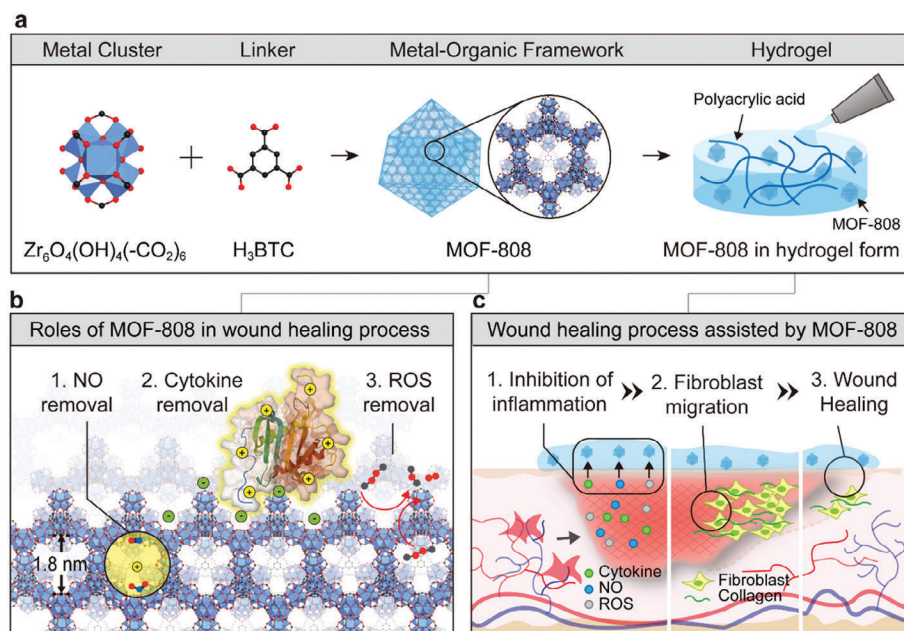 a
Metal Cluster
Linker
Metal-Organic Framework
Hydrogel
Polyacrylic acid
MOF-808
Zr₆O₄(OH)₄(-CO₂)₆
H₃BTC
MOF-808
MOF-808 in hydrogel form
b
Roles of MOF-808 in wound healing process
1. NO
removal
2. Cytokine
removal
3. ROS
removal
1.8 nm
c
Wound healing process assisted by MOF-808
1. Inhibition of
inflammation
2. Fibroblast
migration
3. Wound
Healing
Cytokine
NO
ROS
Fibroblast
Collagen